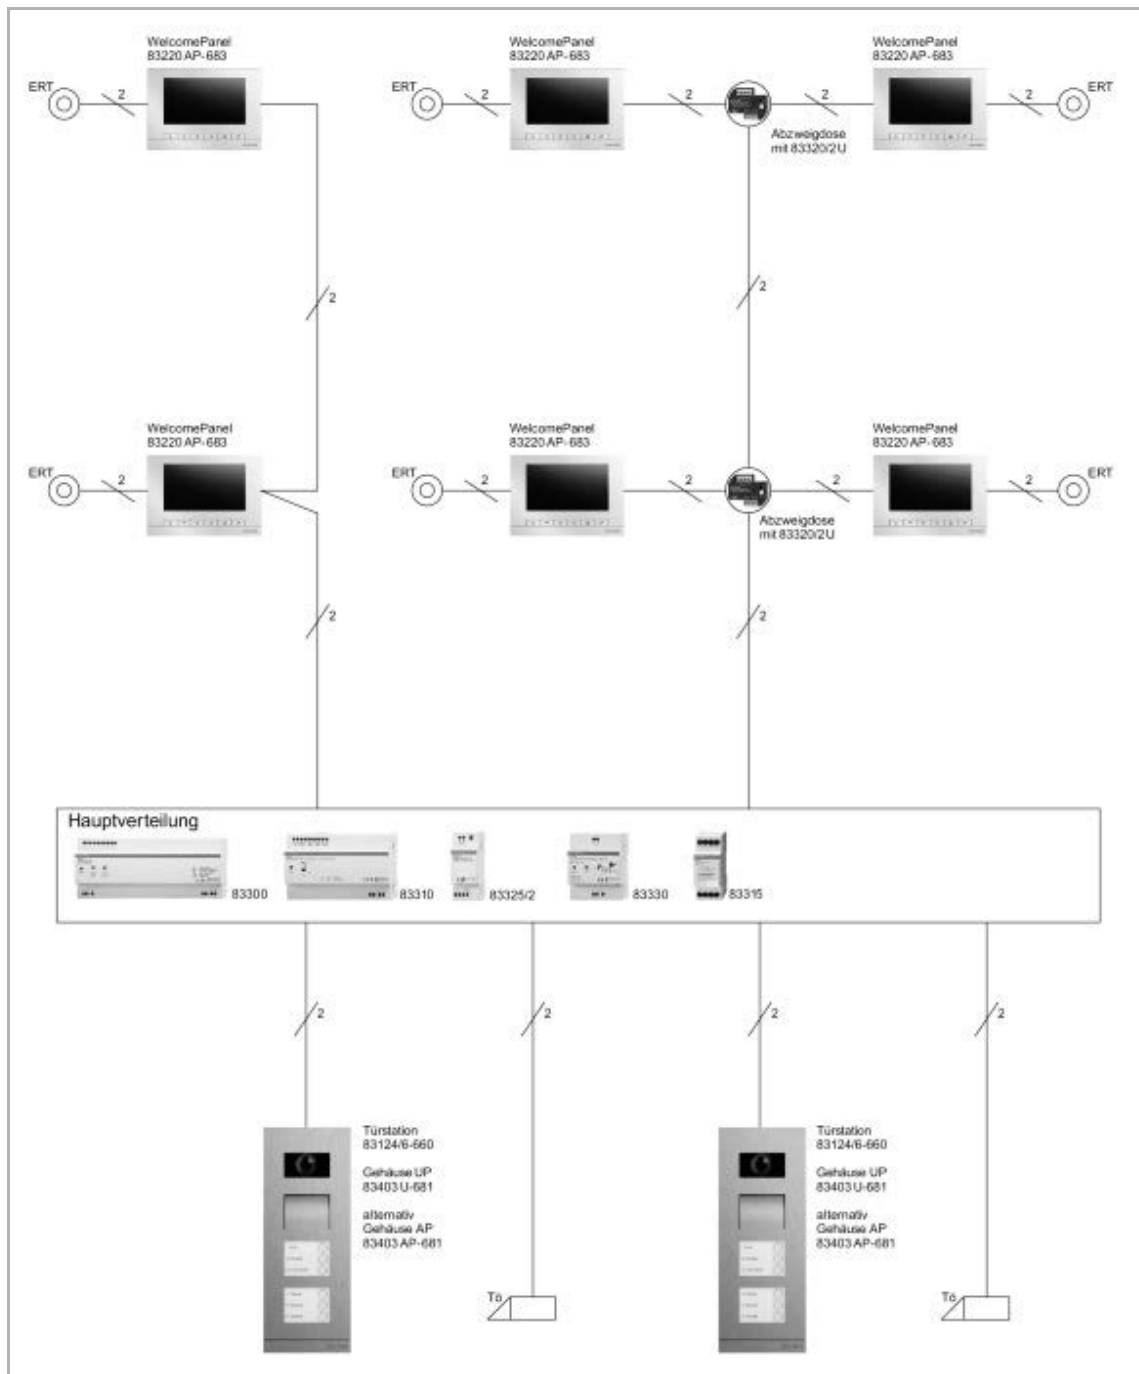 WelcomePanel
83220 AP-683
WelcomePanel
83220 AP-683
WelcomePanel
83220 AP-683
ERT
2
ERT
2
2
2
2
ERT
Abzweigdose
mit 83320/2U
2
2
WelcomePanel
83220 AP-683
WelcomePanel
83220 AP-683
WelcomePanel
83220 AP-683
ERT
2
ERT
2
2
2
2
ERT
Abzweigdose
mit 83320/2U
2
2
Hauptverteilung
83300
83310
83325/2
83330
83315
2
2
2
2
Türstation
83124/6-660
Gehäuse UP
83403 U-681
alternativ
Gehäuse AP
83403 AP-681
Tö
Türstation
83124/6-660
Gehäuse UP
83403 U-681
alternativ
Gehäuse AP
83403 AP-681
Tö